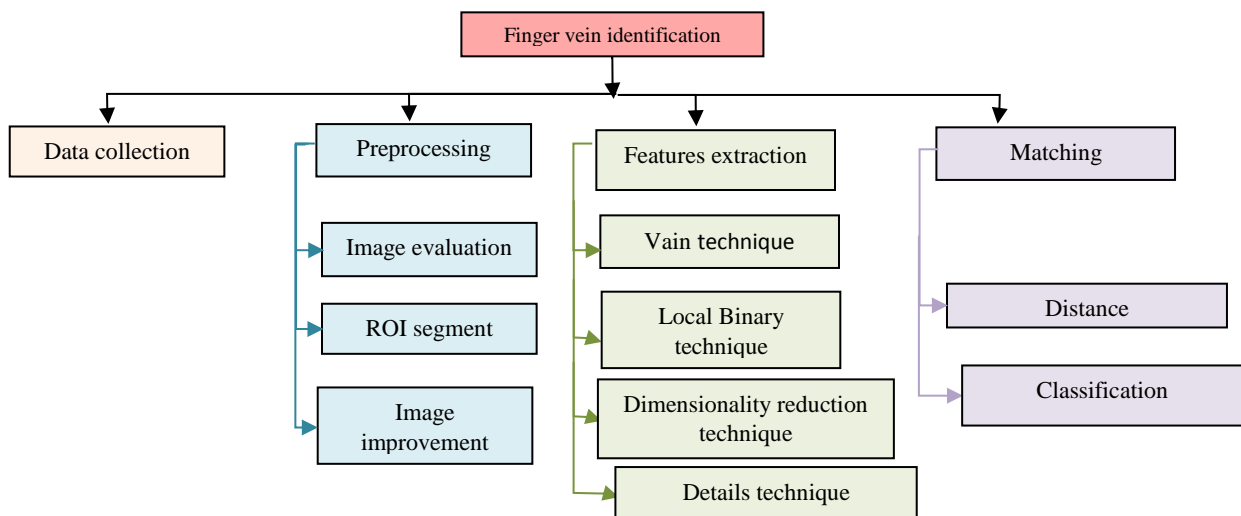 Finger vein identification
Data collection
Preprocessing
Image evaluation
ROI segment
Image
improvement
Features extraction
Vain technique
Local Binary
technique
Dimensionality reduction
technique
Details technique
Matching
Distance
Classification